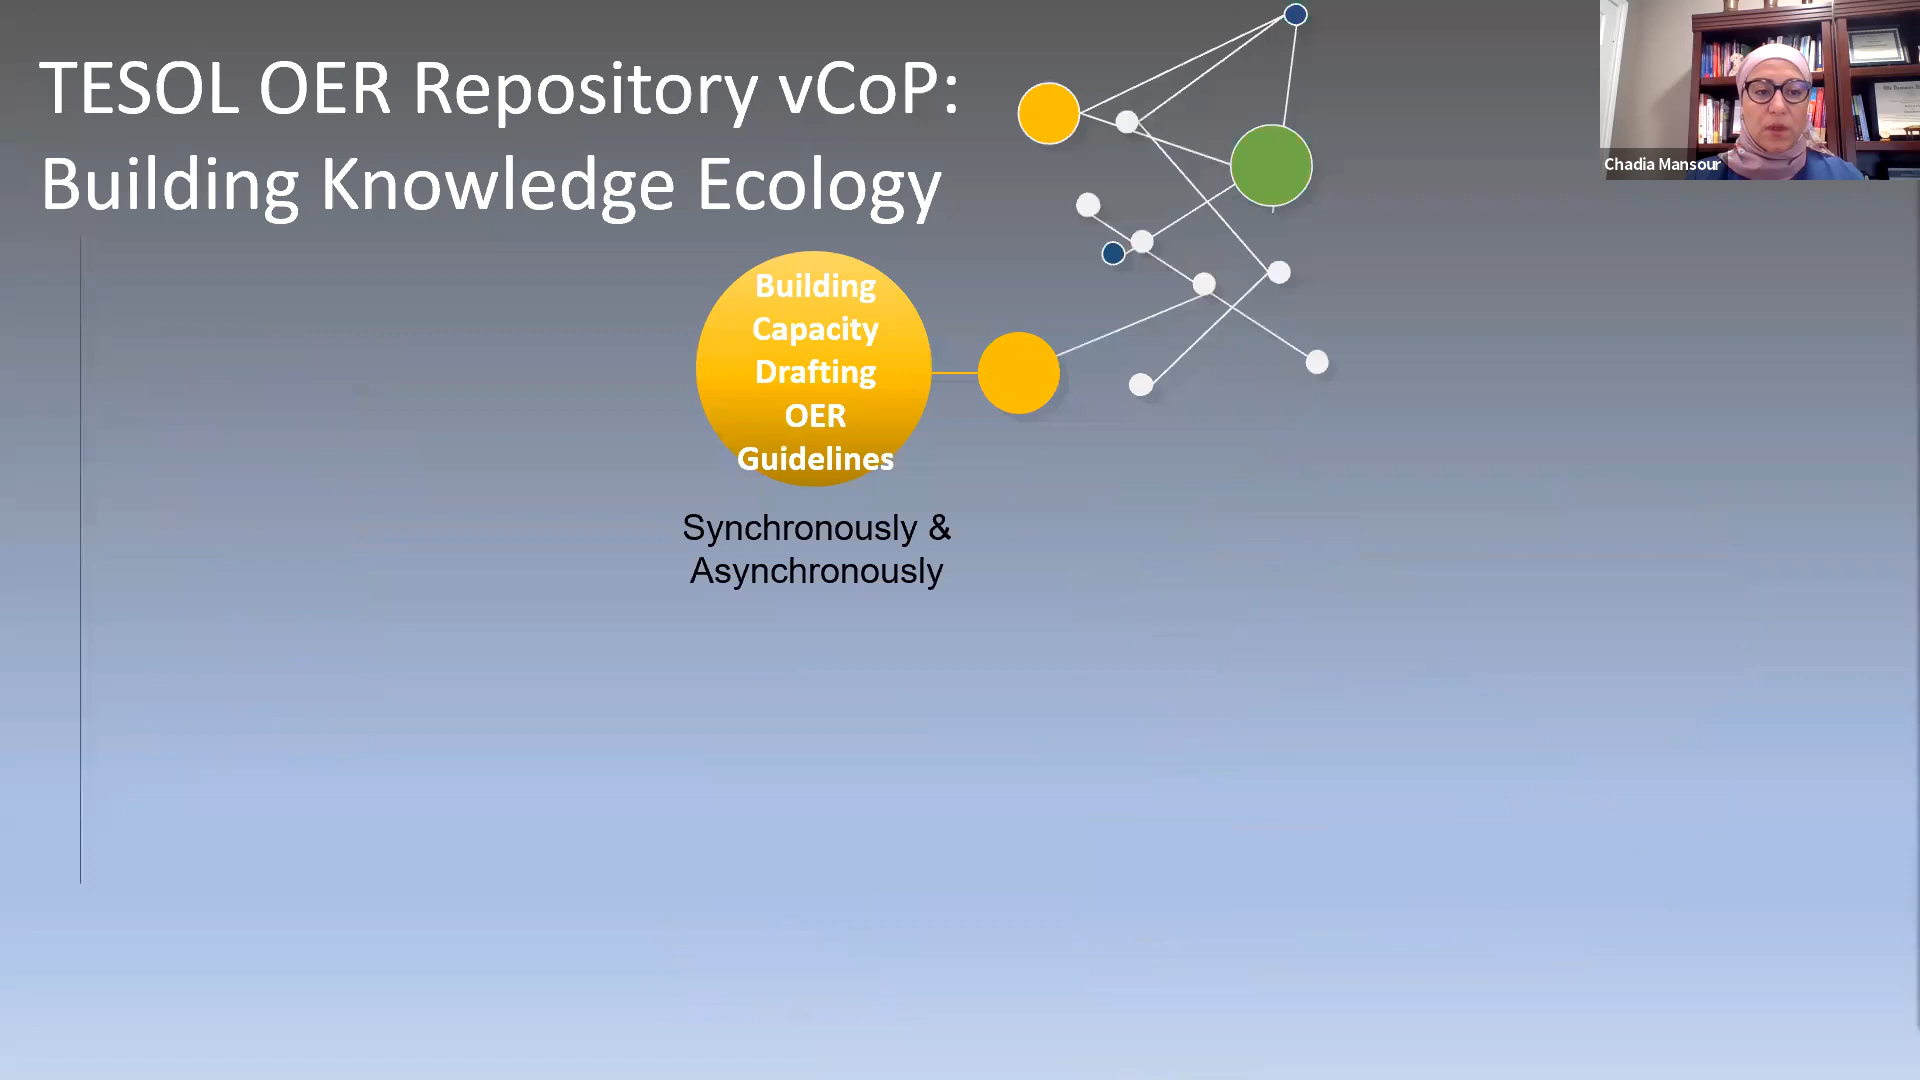 TESOL OER Repository vCoP:
Building Knowledge Ecology
Chadia Mansour
Building
Capacity
Drafting
OER
Guidelines
Synchronously &
Asynchronously